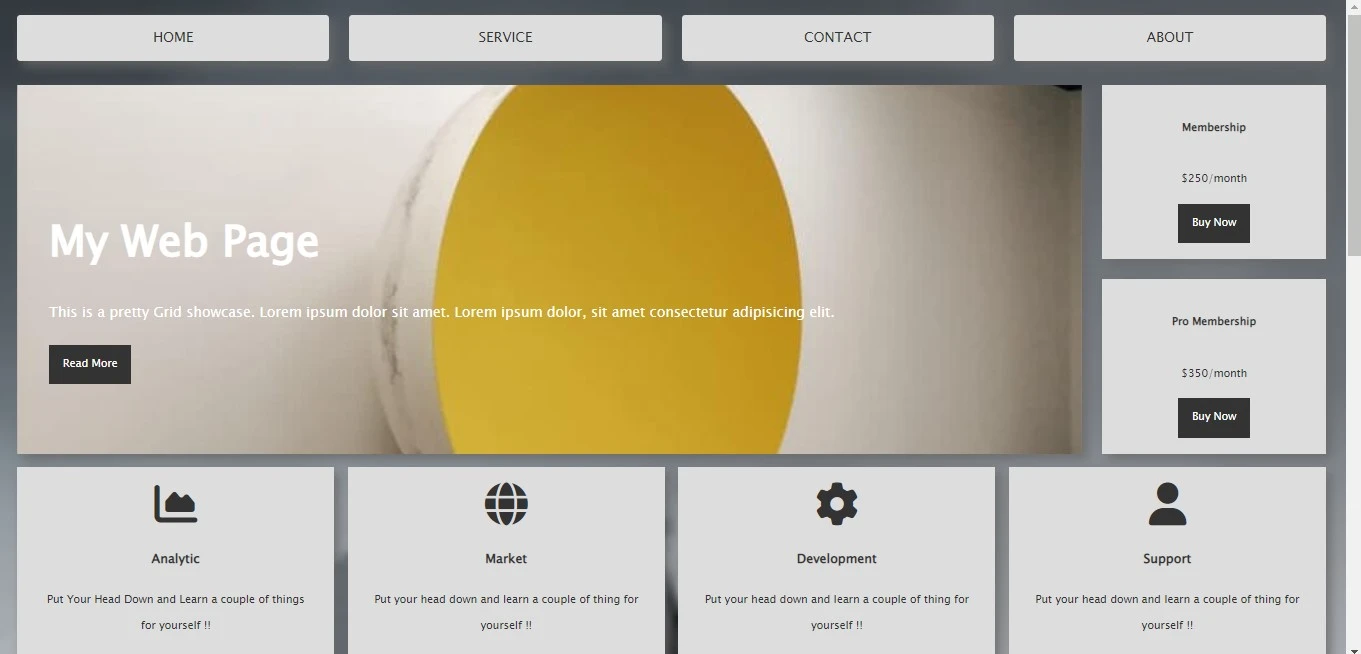 HOME
SERVICE
CONTACT
ABOUT
My Web Page
This is a pretty Grid showcase. Lorem ipsum dolor sit amet. Lorem ipsum dolor, sit amet consectetur adipisicing elit.
Read More
Membership
$250/month
Buy Now
Pro Membership
$350/month
Buy Now
Analytic
Put Your Head Down and Learn a couple of things
for yourself !!
Market
Put your head down and learn a couple of thing for
yourself !!
Development
Put your head down and learn a couple of thing for
yourself !!
Support
Put your head down and learn a couple of thing for
yourself !!